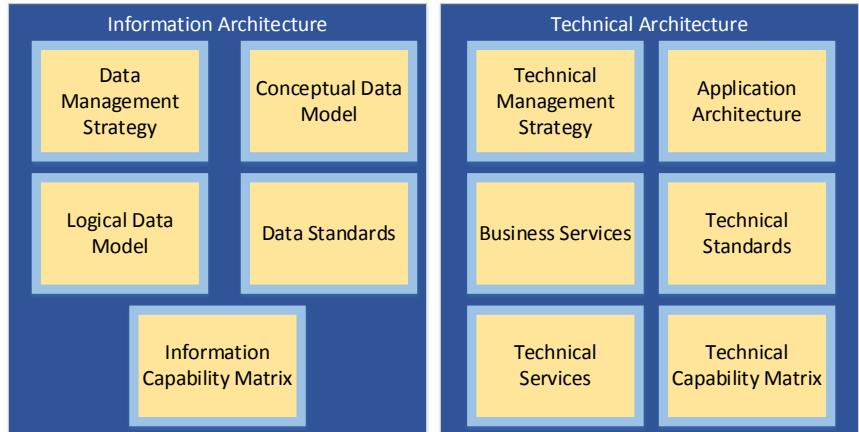 Information Architecture
Data
Management
Strategy
Conceptual Data
Model
Logical Data
Model
Data Standards
Information
Capability Matrix
Technical Architecture
Technical
Management
Strategy
Application
Architecture
Business Services
Technical
Standards
Technical
Services
Technical
Capability Matrix